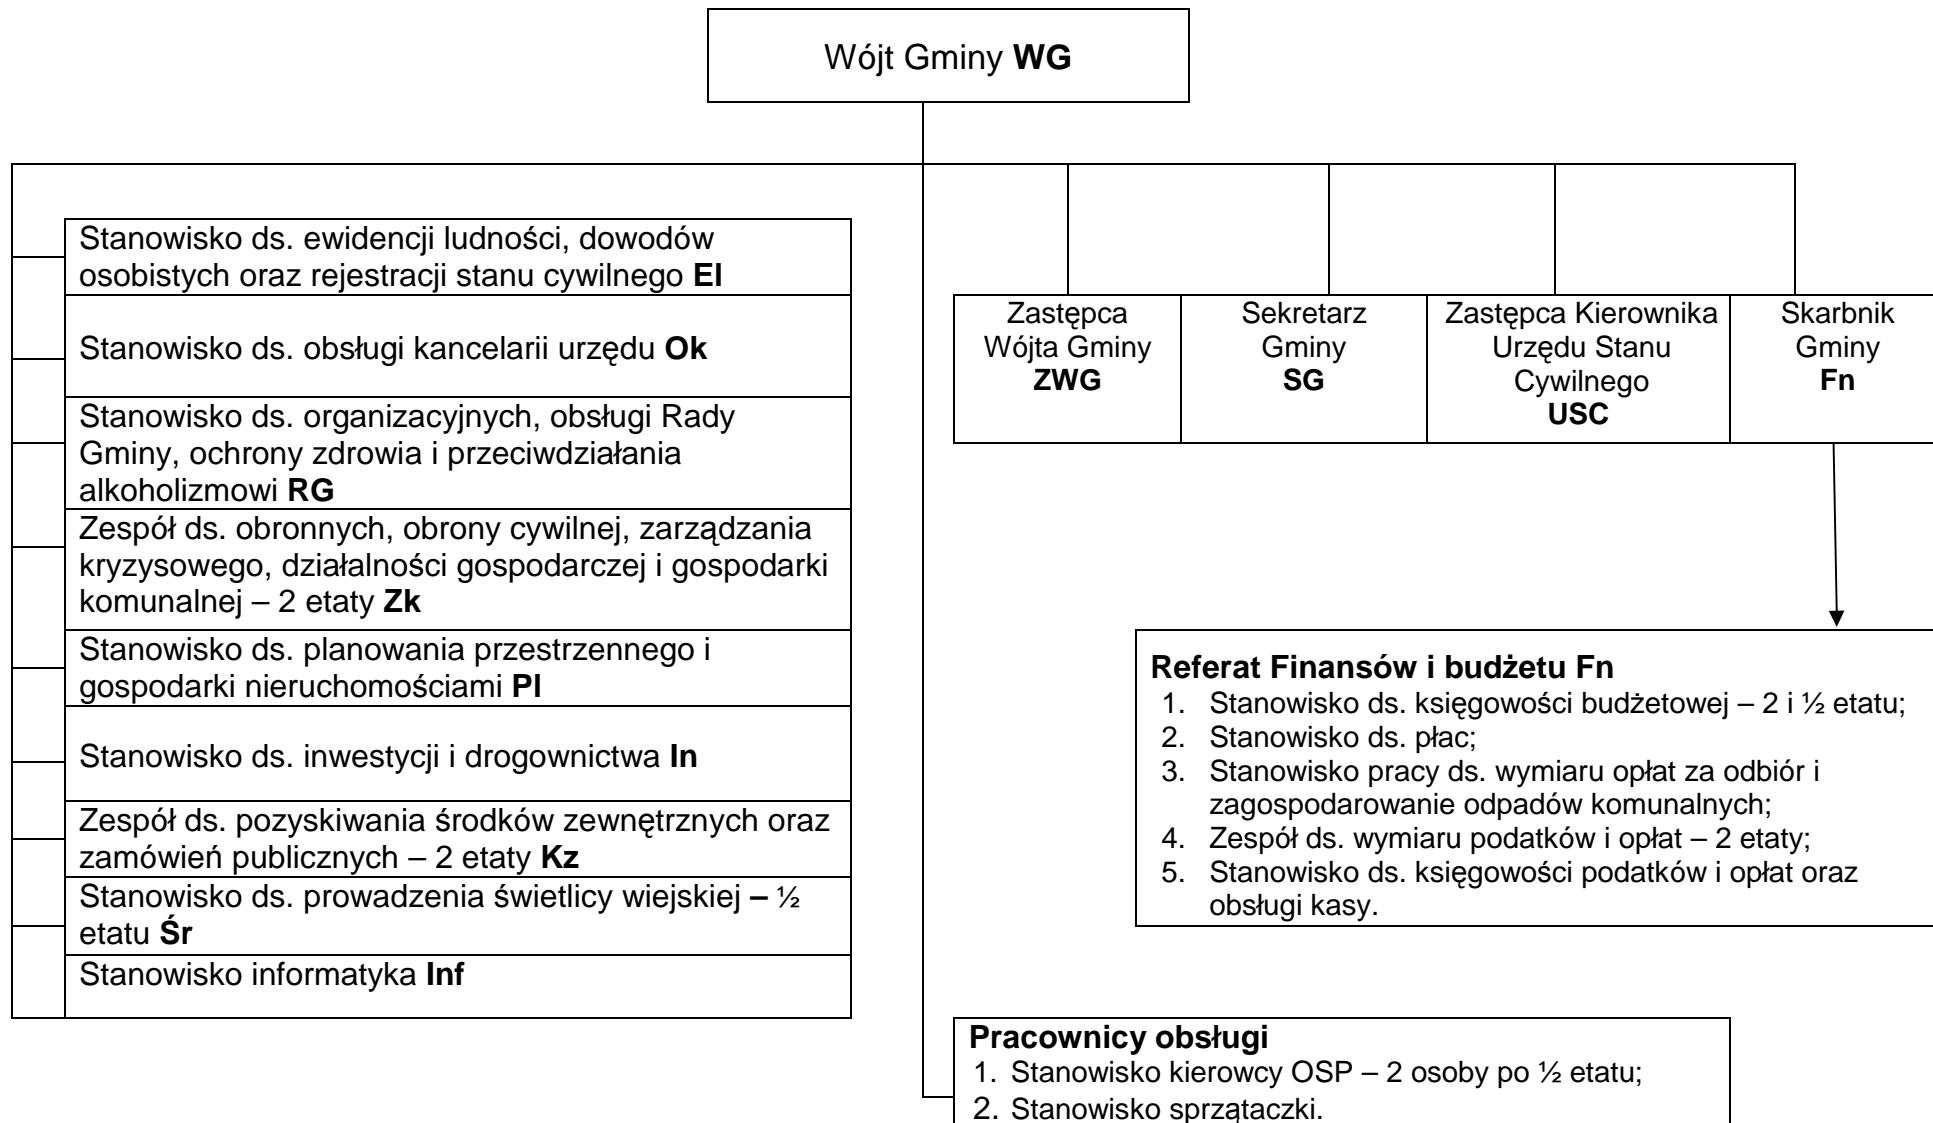 Wójt Gminy WG
Stanowisko ds. ewidencji ludności, dowodów
osobistych oraz rejestracji stanu cywilnego El
Stanowisko ds. obsługi kancelarii urzędu Ok
Stanowisko ds. organizacyjnych, obsługi Rady
Gminy, ochrony zdrowia i przeciwdziałania
alkoholizmowi RG
Zespół ds. obronnych, obrony cywilnej, zarządzania
kryzysowego, działalności gospodarczej i gospodarki
komunalnej – 2 etaty Zk
Stanowisko ds. planowania przestrzennego i
gospodarki nieruchomościami Pl
Stanowisko ds. inwestycji i drogownictwa In
Zespół ds. pozyskiwania środków zewnętrznych oraz
zamówień publicznych – 2 etaty Kz
Stanowisko ds. prowadzenia świetlicy wiejskiej – ½
etatu Śr
Stanowisko informatyka Inf
Zastępca
Wójta Gminy
ZWG
Sekretarz
Gminy
SG
Zastępca Kierownika
Urzędu Stanu
Cywilnego
USC
Skarbnik
Gminy
Fn
Referat Finansów i budżetu Fn
1. Stanowisko ds. księgowości budżetowej – 2 i ½ etatu;
2. Stanowisko ds. płac;
3. Stanowisko pracy ds. wymiaru opłat za odbiór i
zagospodarowanie odpadów komunalnych;
4. Zespół ds. wymiaru podatków i opłat – 2 etaty;
5. Stanowisko ds. księgowości podatków i opłat oraz
obsługi kasy.
Pracownicy obsługi
1. Stanowisko kierowcy OSP – 2 osoby po ½ etatu;
2. Stanowisko sprzątaczki.